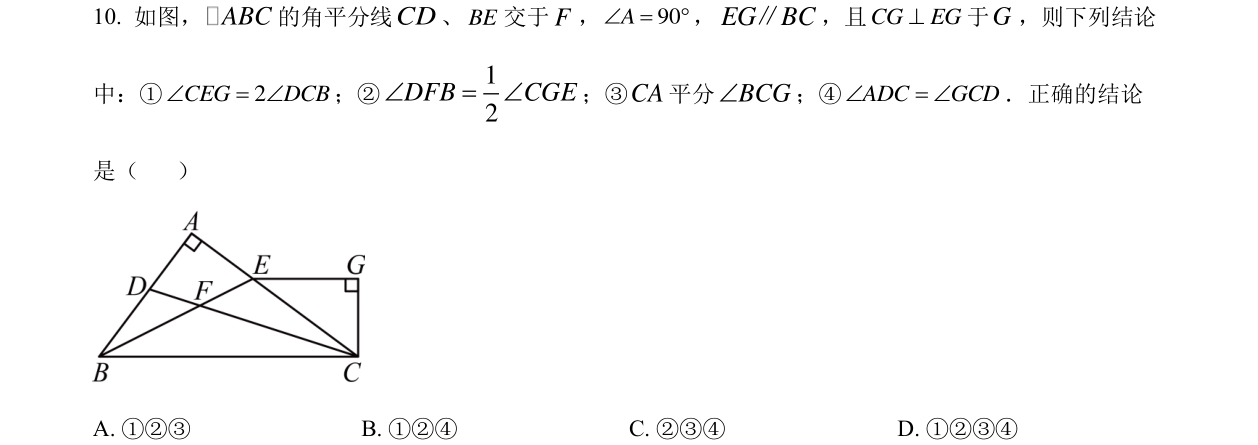 10. 如图，□ABC 的角平分线 CD 、 BE 交于 F ， ∠A = 90° ， EG∥BC ，且 CG ⊥ EG 于 G ，则下列结论
中：① ∠CEG = 2∠DCB ；② ∠DFB = 1/2 ∠CGE ；③ CA 平分 ∠BCG ；④ ∠ADC = ∠GCD ．正确的结论
是（ ）
A
E
G
D
F
B
C
A. ①②③ B. ①②④ C. ②③④ D. ①②③④